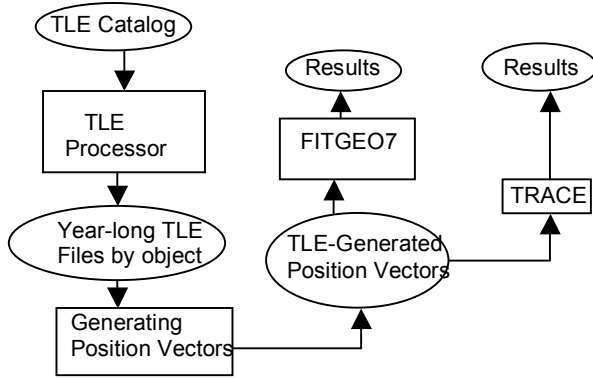 TLE Catalog
TLE
Processor
Year-long TLE
Files by object
Generating
Position Vectors
Results
FITGEO7
TLE-Generated
Position Vectors
Results
TRACE